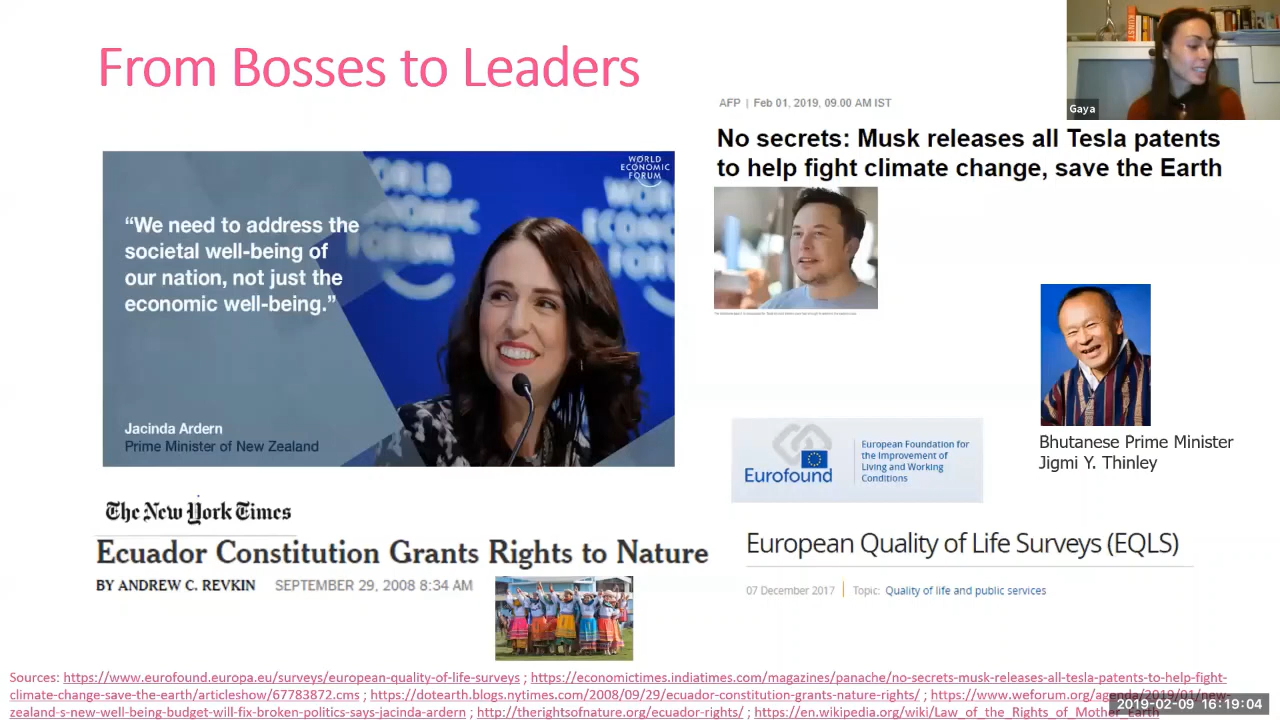 From Bosses to Leaders
Gaya
AFP | Feb 01, 2019, 09.00 AM IST
No secrets: Musk releases all Tesla patents
to help fight climate change, save the Earth
WORLD
ECONOMIC
FORUM
“We need to address the
societal well-being of
our nation, not just the
economic well-being.”
Jacinda Ardern
Prime Minister of New Zealand
Bhutanese Prime Minister
Jigmi Y. Thinley
Eurofound
European Foundation for
the Improvement of
Living and Working
Conditions
The New York Times
Ecuador Constitution Grants Rights to Nature
BY ANDREW C. REVKIN SEPTEMBER 29, 2008 8:34 AM
European Quality of Life Surveys (EQLS)
07 December 2017 Topic: Quality of life and public services
Sources: https://www.eurofound.europa.eu/surveys/european-quality-of-life-surveys ; https://economictimes.indiatimes.com/magazines/panache/no-secrets-musk-releases-all-tesla-patents-to-help-fight-
climate-change-save-the-earth/articleshow/67783872.cms ; https://dotearth.blogs.nytimes.com/2008/09/29/ecuador-constitution-grants-nature-rights/ ; https://www.weforum.org/agenda/2019/01/new-
zealand-s-new-well-being-budget-will-fix-broken-politics-says-jacinda-ardern ; http://therightsofnature.org/ecuador-rights/ ; https://en.wikipedia.org/wiki/Law_of_the_Rights_of_Mother_Earth
2019-02-09 16:19:04